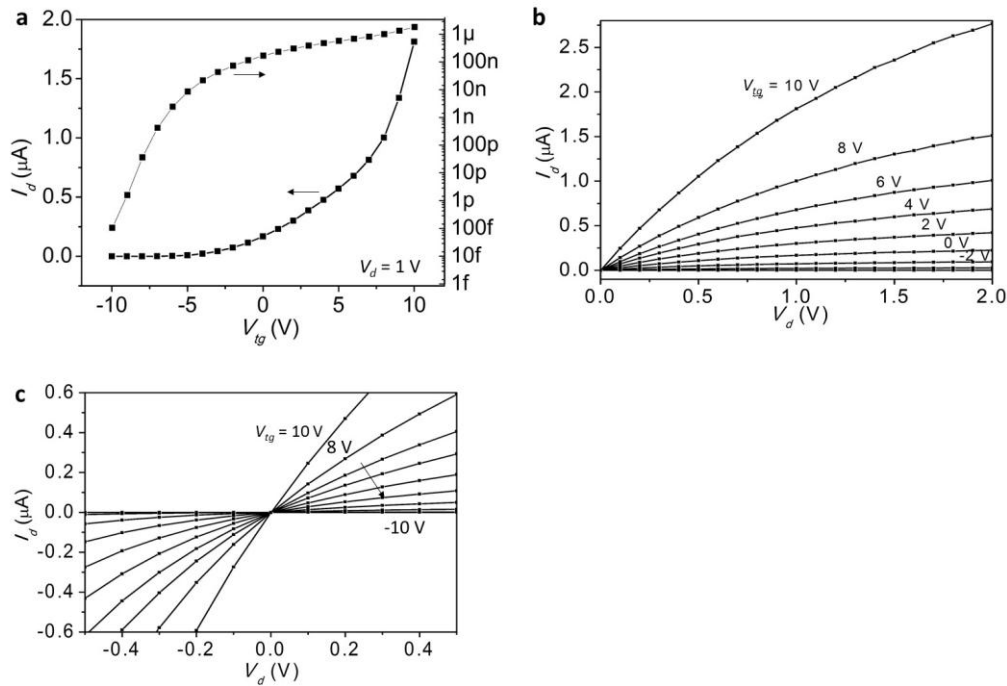 a
2.0
1.5
1.0
0.5
0.0
I_d (μA)
1μ
100n
10n
1n
100p
10p
1p
100f
10f
1f
V_d = 1 V
-10 -5 0 5 10
V_tg (V)
b
2.5
2.0
1.5
1.0
0.5
0.0
I_d (μA)
V_tg = 10 V
8 V
6 V
4 V
2 V
0 V
-2 V
0.0 0.5 1.0 1.5 2.0
V_d (V)
c
0.6
0.4
0.2
0.0
-0.2
-0.4
-0.6
I_d (μA)
V_tg = 10 V
8 V
-10 V
-0.4 -0.2 0.0 0.2 0.4
V_d (V)